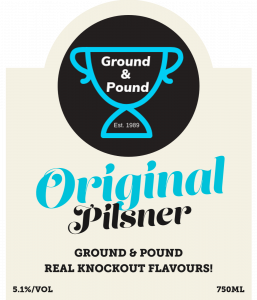 Ground
&
Pound
Est. 1989
Original
Pilsner
GROUND & POUND
REAL KNOCKOUT FLAVOURS!
5.1%/VOL 750ML